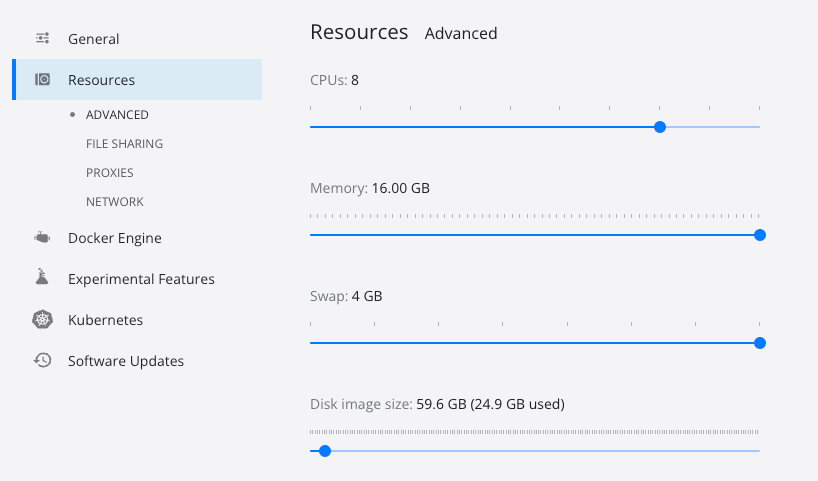 General
Resources
ADVANCED
FILE SHARING
PROXIES
NETWORK
Docker Engine
Experimental Features
Kubernetes
Software Updates
Resources Advanced
CPUs: 8
Memory: 16.00 GB
Swap: 4 GB
Disk image size: 59.6 GB (24.9 GB used)